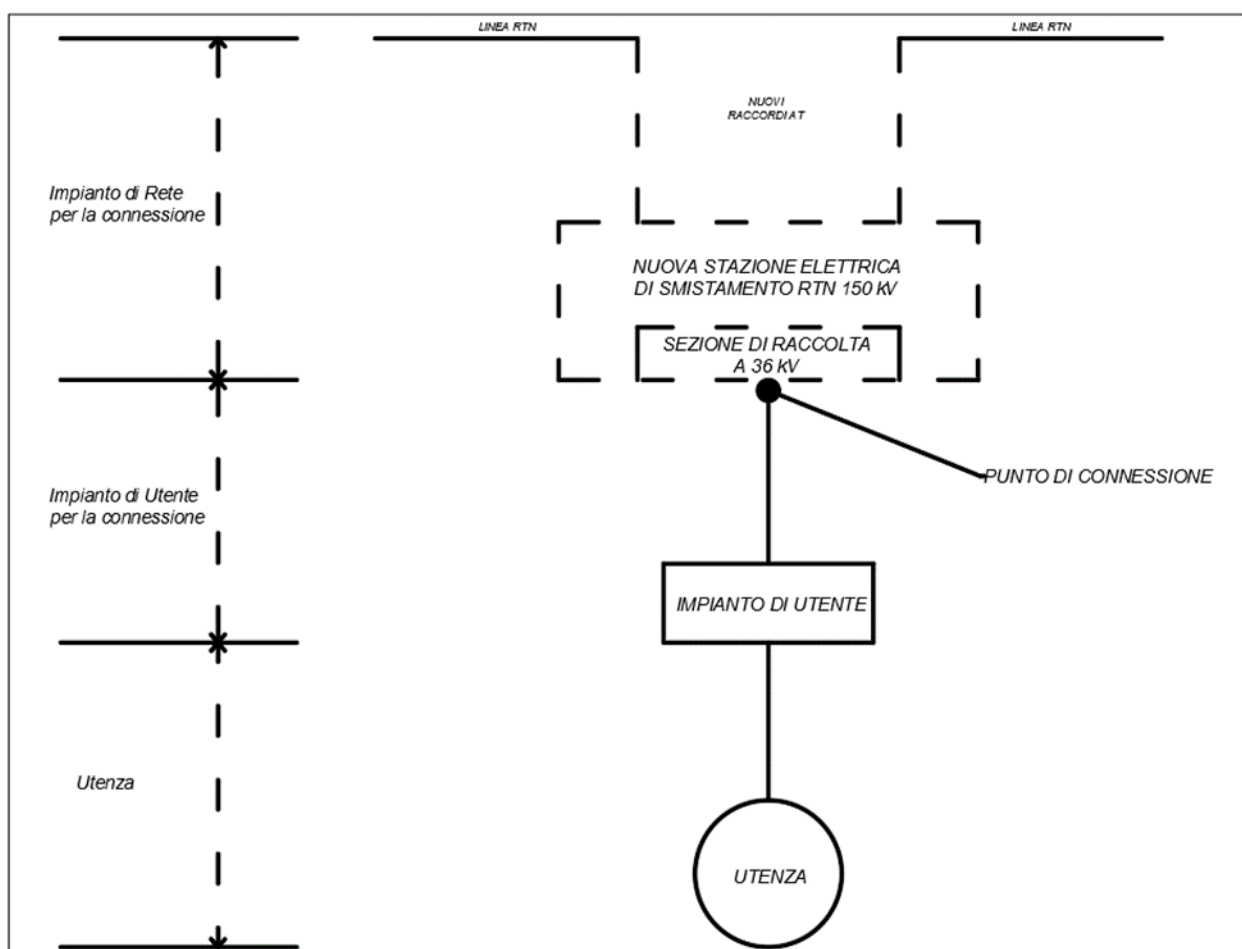 LINEA RTN
LINEA RTN
NUOVI
RACCORDI AT
Impianto di Rete
per la connessione
NUOVA STAZIONE ELETTRICA
DI SMISTAMENTO RTN 150 kV
SEZIONE DI RACCOLTA
A 36 kV
PUNTO DI CONNESSIONE
Impianto di Utente
per la connessione
IMPIANTO DI UTENTE
Utenza
UTENZA